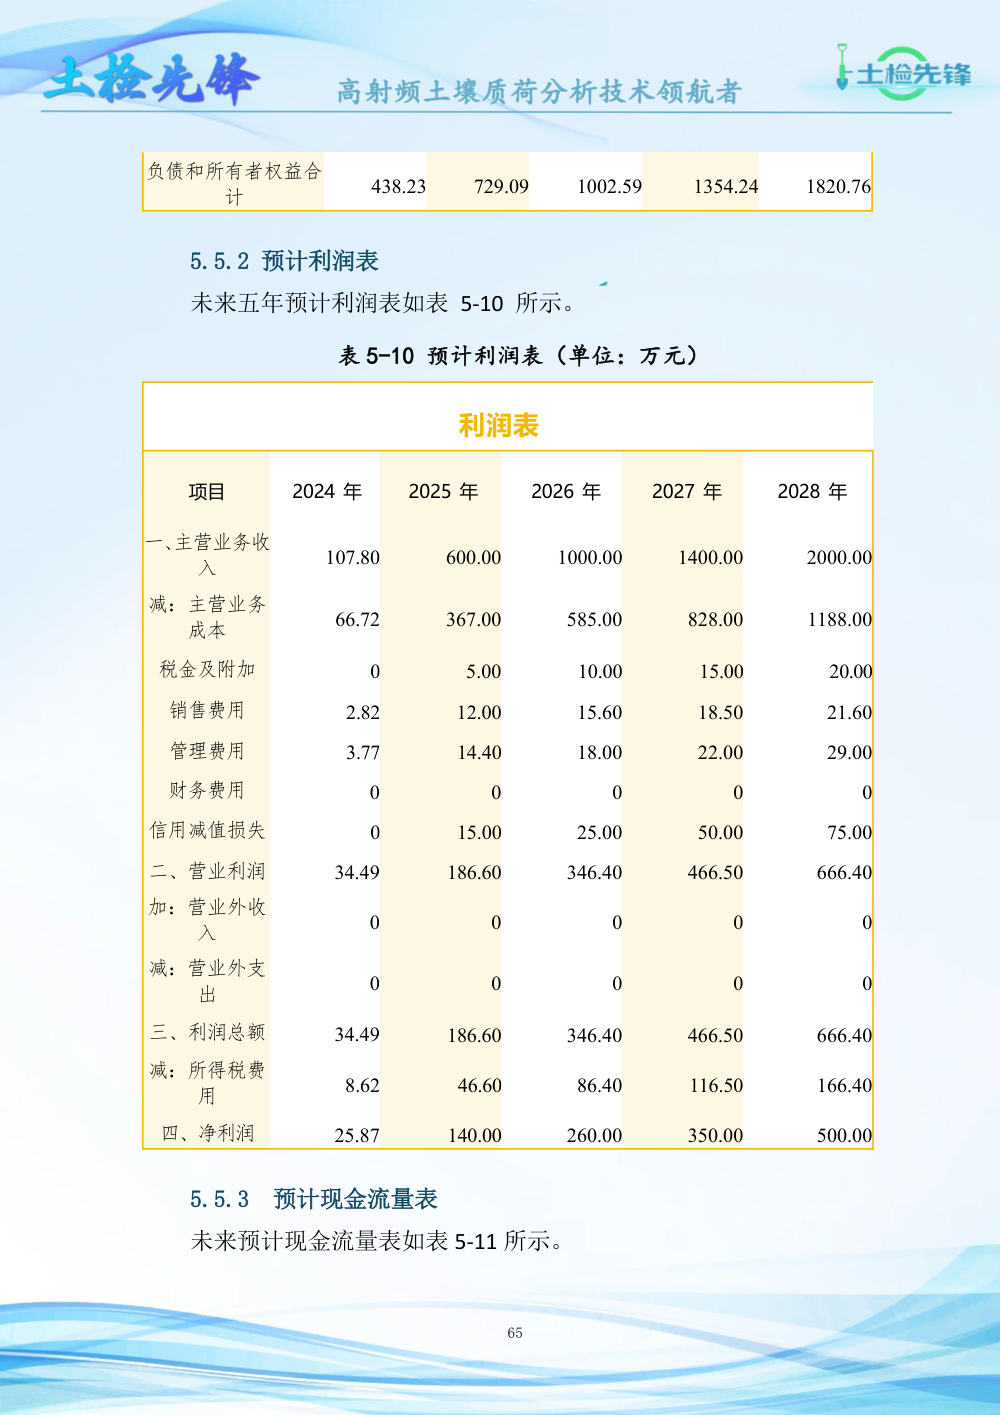 土检先锋
高射频土壤质荷分析技术领航者
土检先锋
负债和所有者权益合
计
438.23 729.09 1002.59 1354.24 1820.76
5.5.2 预计利润表
未来五年预计利润表如表 5-10 所示。
表 5-10 预计利润表（单位：万元）
利润表
项目 2024 年 2025 年 2026 年 2027 年 2028 年
一、主营业务收
入
107.80 600.00 1000.00 1400.00 2000.00
减：主营业务
成本
66.72 367.00 585.00 828.00 1188.00
税金及附加 0 5.00 10.00 15.00 20.00
销售费用 2.82 12.00 15.60 18.50 21.60
管理费用 3.77 14.40 18.00 22.00 29.00
财务费用 0 0 0 0 0
信用减值损失 0 15.00 25.00 50.00 75.00
二、营业利润 34.49 186.60 346.40 466.50 666.40
加：营业外收
入
0 0 0 0 0
减：营业外支
出
0 0 0 0 0
三、利润总额 34.49 186.60 346.40 466.50 666.40
减：所得税费
用
8.62 46.60 86.40 116.50 166.40
四、净利润 25.87 140.00 260.00 350.00 500.00
5.5.3 预计现金流量表
未来预计现金流量表如表 5-11 所示。
65